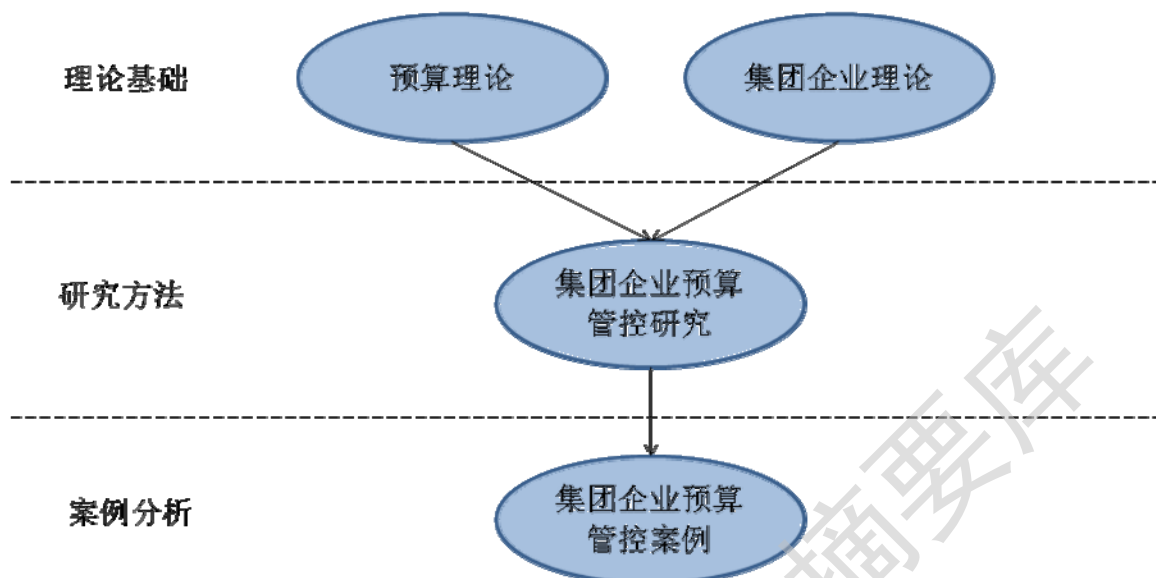 理论基础
预算理论
集团企业理论
研究方法
集团企业预算
管控研究
案例分析
集团企业预算
管控案例
摘要库